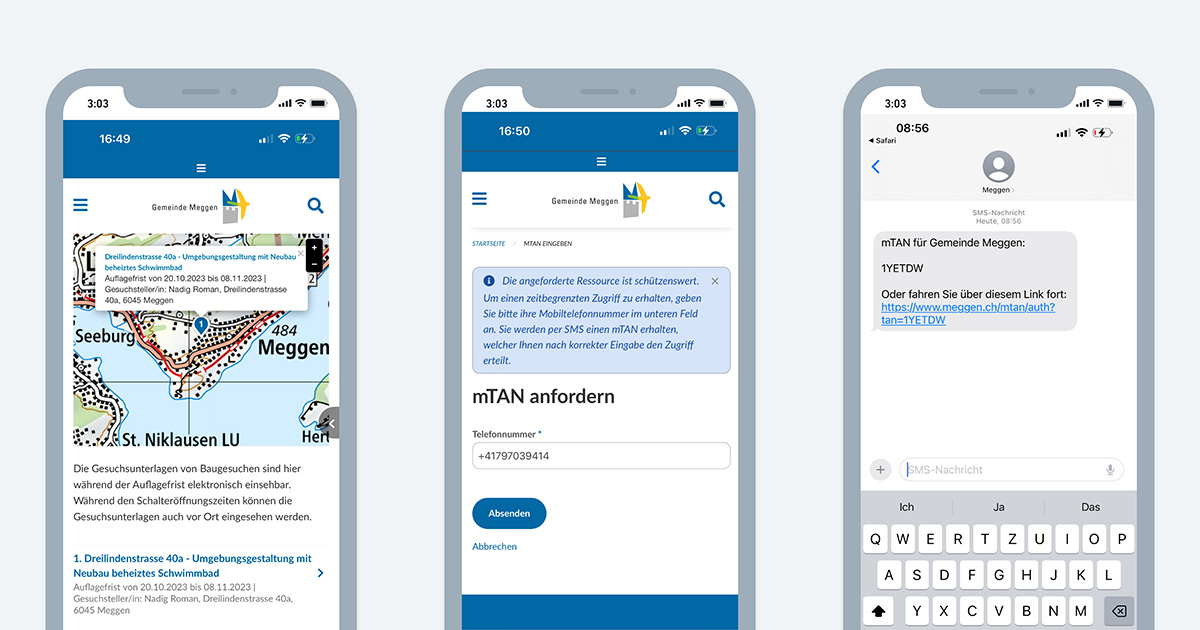 3:03
16:49
Gemeinde Meggen
Dreilindenstrasse 40a - Umgebungsgestaltung mit Neubau
beheiztes Schwimmbad
Auflagefrist von 20.10.2023 bis 08.11.2023 |
Gesuchsteller/in: Nadig Roman, Dreilindenstrasse
40a, 6045 Meggen
+
−
2
1
484
Seeburg
Meggen
St. Niklausen LU
Hert
Die Gesuchsunterlagen von Baugesuchen sind hier
während der Auflagefrist elektronisch einsehbar.
Während den Schalteröffnungszeiten können die
Gesuchsunterlagen auch vor Ort eingesehen werden.
1. Dreilindenstrasse 40a - Umgebungsgestaltung mit
Neubau beheiztes Schwimmbad
Auflagefrist von 20.10.2023 bis 08.11.2023 |
Gesuchsteller/in: Nadig Roman, Dreilindenstrasse 40a,
6045 Meggen
3:03
16:50
Gemeinde Meggen
STARTSEITE / MTAN EINGEBEN
Die angeforderte Ressource ist schützenswert.
Um einen zeitbegrenzten Zugriff zu erhalten, geben
Sie bitte ihre Mobiltelefonnummer im unteren Feld
an. Sie werden per SMS einen mTAN erhalten,
welcher Ihnen nach korrekter Eingabe den Zugriff
erteilt.
mTAN anfordern
Telefonnummer *
+41797039414
Absenden
Abbrechen
3:03
08:56
Safari
Meggen
SMS-Nachricht
Heute, 08:56
mTAN für Gemeinde Meggen:
1YETDW
Oder fahren Sie über diesem Link fort:
https://www.meggen.ch/mtan/auth?
tan=1YETDW
SMS-Nachricht
Ich Ja Das
Q W E R T Z U I O P
A S D F G H J K L
Y X C V B N M